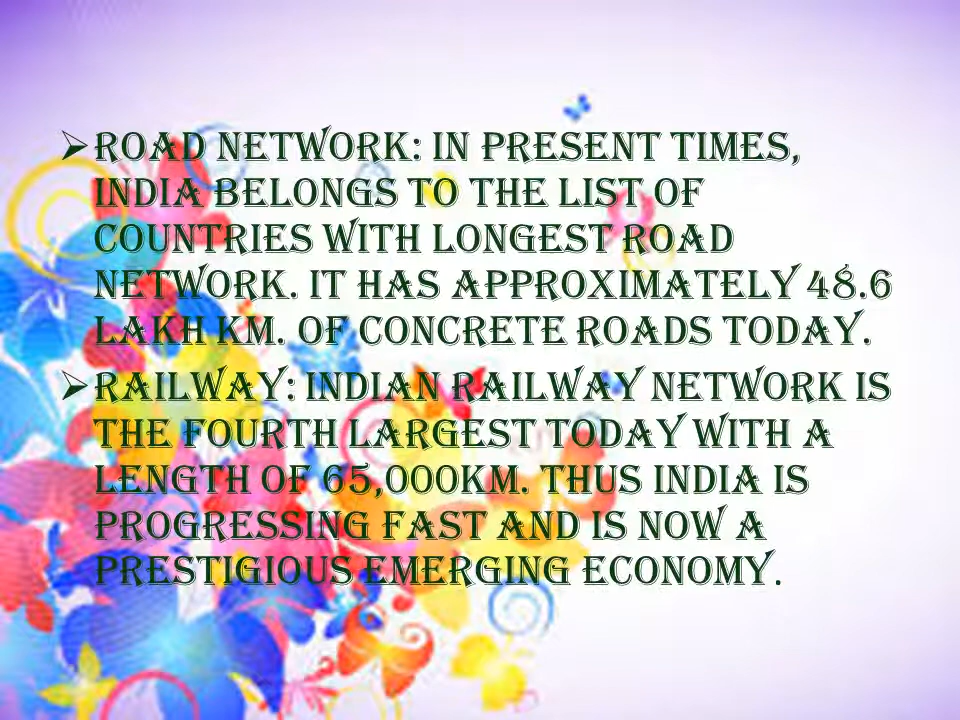 ➢ROAD NETWORK: IN PRESENT TIMES,
INDIA BELONGS TO THE LIST OF
COUNTRIES WITH LONGEST ROAD
NETWORK. IT HAS APPROXIMATELY 48.6
LAKH KM. OF CONCRETE ROADS TODAY.
➢RAILWAY: INDIAN RAILWAY NETWORK IS
THE FOURTH LARGEST TODAY WITH A
LENGTH OF 65,000KM. THUS INDIA IS
PROGRESSING FAST AND IS NOW A
PRESTIGIOUS EMERGING ECONOMY.